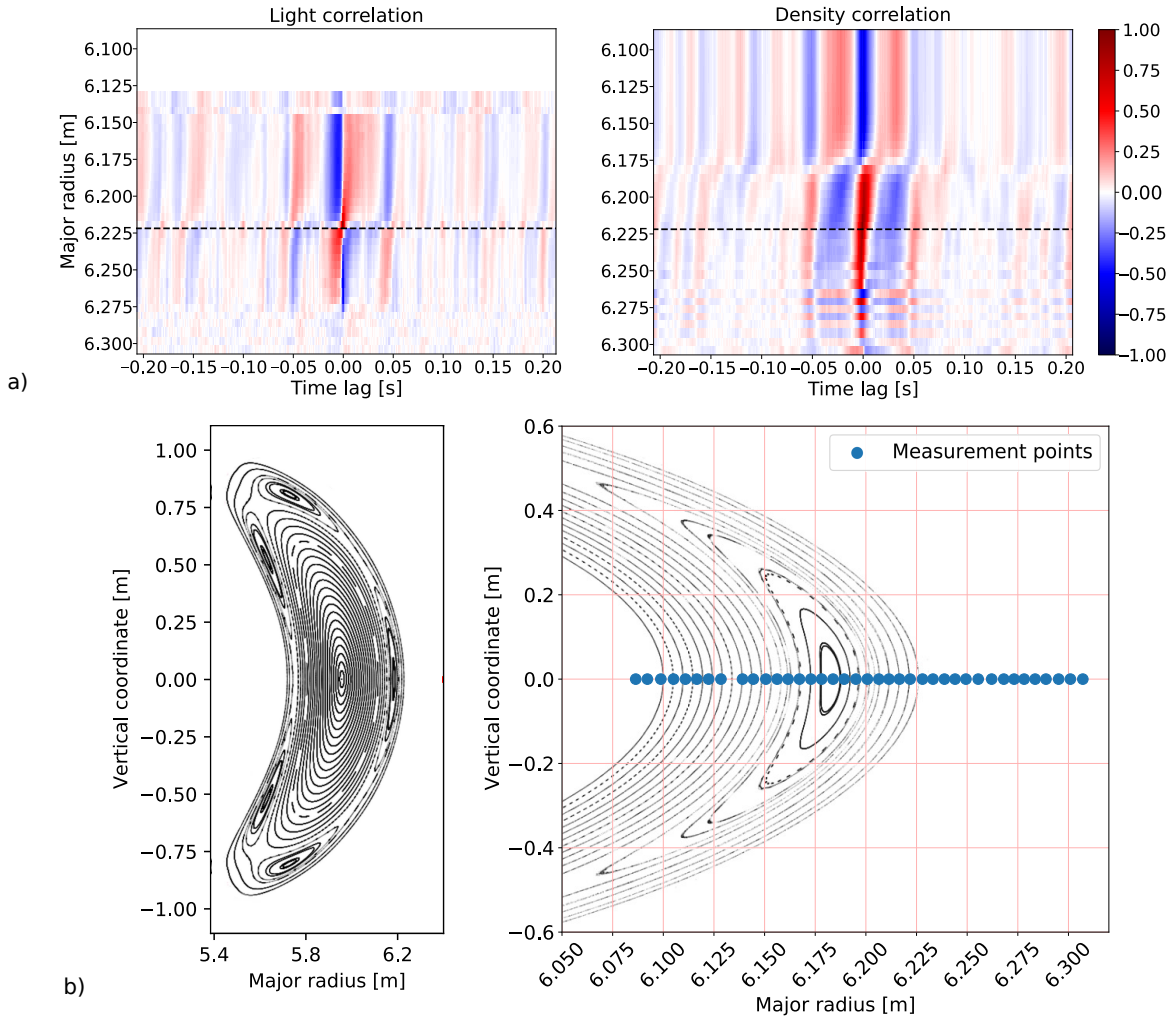 Light correlation
Density correlation
6.100
6.125
6.150
6.175
6.200
6.225
6.250
6.275
6.300
Major radius [m]
−0.20 −0.15 −0.10 −0.05 0.00 0.05 0.10 0.15 0.20
Time lag [s]
6.100
6.125
6.150
6.175
6.200
6.225
6.250
6.275
6.300
−0.20 −0.15 −0.10 −0.05 0.00 0.05 0.10 0.15 0.20
Time lag [s]
1.00
0.75
0.50
0.25
0.00
−0.25
−0.50
−0.75
−1.00
a)
1.00
0.75
0.50
0.25
0.00
−0.25
−0.50
−0.75
−1.00
Vertical coordinate [m]
5.4 5.8 6.2
Major radius [m]
0.6
0.4
0.2
0.0
−0.2
−0.4
−0.6
Vertical coordinate [m]
Measurement points
6.050 6.075 6.100 6.125 6.150 6.175 6.200 6.225 6.250 6.275 6.300
Major radius [m]
b)